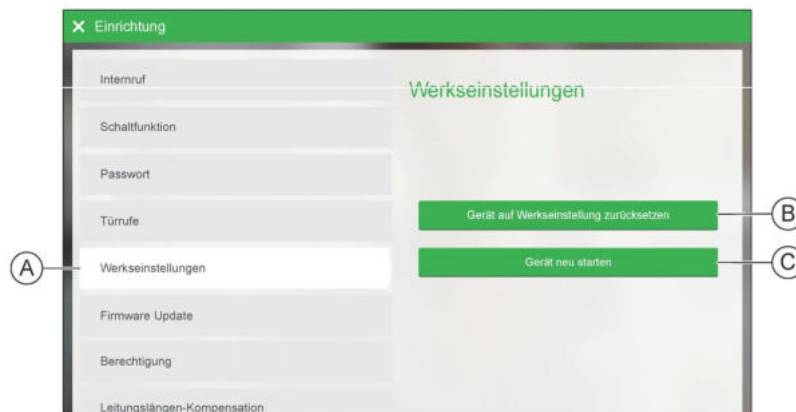 ✕ Einrichtung
Internruf
Schaltfunktion
Passwort
Türrufe
Werkseinstellungen
Firmware Update
Berechtigung
Leitungslängen-Kompensation
Werkseinstellungen
Gerät auf Werkseinstellung zurücksetzen
Gerät neu starten
A
B
C